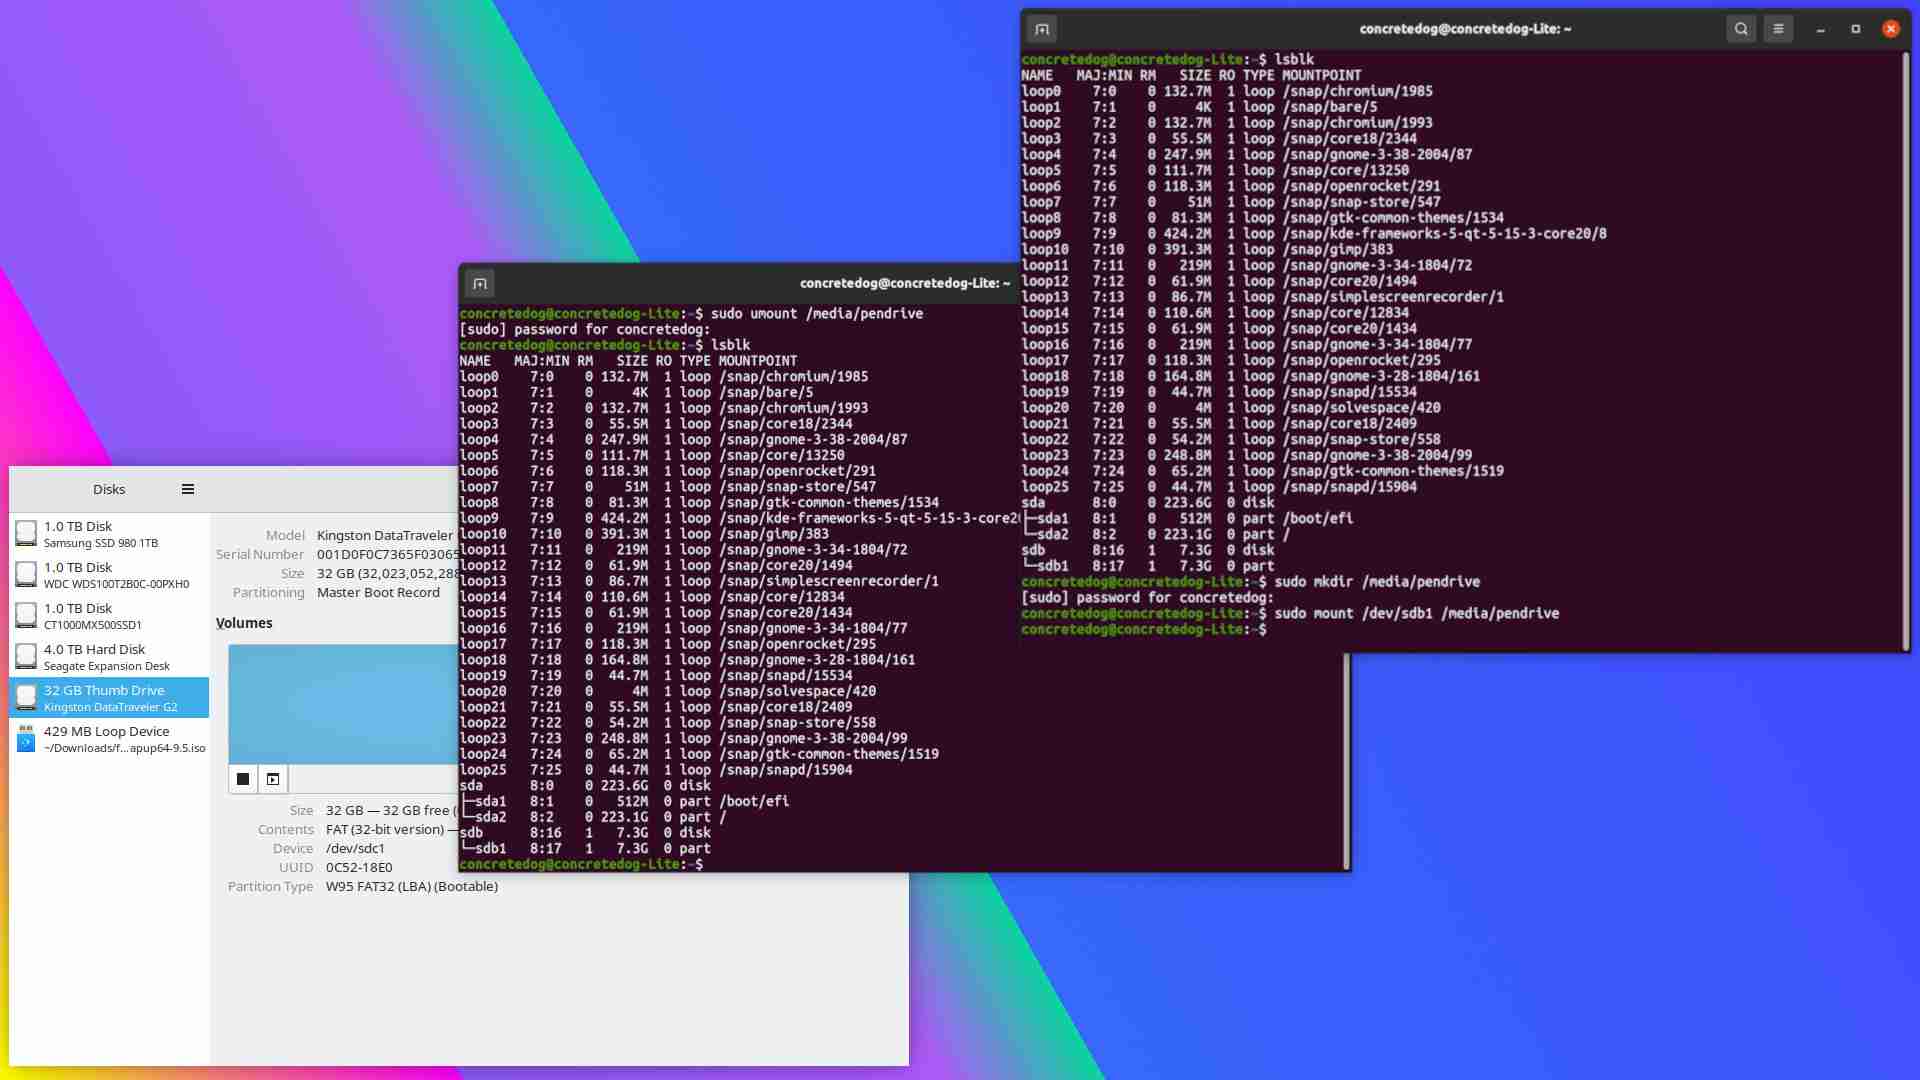 concretedog@concretedog-Lite: ~
concretedog@concretedog-Lite:~$ lsblk
NAME MAJ:MIN RM SIZE RO TYPE MOUNTPOINT
loop0 7:0 0 132.7M 1 loop /snap/chromium/1985
loop1 7:1 0 4K 1 loop /snap/bare/5
loop2 7:2 0 132.7M 1 loop /snap/chromium/1993
loop3 7:3 0 55.5M 1 loop /snap/core18/2344
loop4 7:4 0 247.9M 1 loop /snap/gnome-3-38-2004/87
loop5 7:5 0 111.7M 1 loop /snap/core/13250
loop6 7:6 0 118.3M 1 loop /snap/openrocket/291
loop7 7:7 0 51M 1 loop /snap/snap-store/547
loop8 7:8 0 81.3M 1 loop /snap/gtk-common-themes/1534
loop9 7:9 0 424.2M 1 loop /snap/kde-frameworks-5-qt-5-15-3-core20/8
loop10 7:10 0 391.3M 1 loop /snap/gimp/383
loop11 7:11 0 219M 1 loop /snap/gnome-3-34-1804/72
loop12 7:12 0 61.9M 1 loop /snap/core20/1494
loop13 7:13 0 86.7M 1 loop /snap/simplescreenrecorder/1
loop14 7:14 0 110.6M 1 loop /snap/core/12834
loop15 7:15 0 61.9M 1 loop /snap/core20/1434
loop16 7:16 0 219M 1 loop /snap/gnome-3-34-1804/77
loop17 7:17 0 118.3M 1 loop /snap/openrocket/295
loop18 7:18 0 164.8M 1 loop /snap/gnome-3-28-1804/161
loop19 7:19 0 44.7M 1 loop /snap/snapd/15534
loop20 7:20 0 4M 1 loop /snap/solvespace/420
loop21 7:21 0 55.5M 1 loop /snap/core18/2409
loop22 7:22 0 54.2M 1 loop /snap/snap-store/558
loop23 7:23 0 248.8M 1 loop /snap/gnome-3-38-2004/99
loop24 7:24 0 65.2M 1 loop /snap/gtk-common-themes/1519
loop25 7:25 0 44.7M 1 loop /snap/snapd/15904
sda 8:0 0 223.6G 0 disk
├─sda1 8:1 0 512M 0 part /boot/efi
└─sda2 8:2 0 223.1G 0 part /
sdb 8:16 1 7.3G 0 disk
└─sdb1 8:17 1 7.3G 0 part
concretedog@concretedog-Lite:~$ sudo mkdir /media/pendrive
[sudo] password for concretedog:
concretedog@concretedog-Lite:~$ sudo mount /dev/sdb1 /media/pendrive
concretedog@concretedog-Lite:~$
concretedog@concretedog-Lite: ~
concretedog@concretedog-Lite:~$ sudo umount /media/pendrive
[sudo] password for concretedog:
concretedog@concretedog-Lite:~$ lsblk
NAME MAJ:MIN RM SIZE RO TYPE MOUNTPOINT
loop0 7:0 0 132.7M 1 loop /snap/chromium/1985
loop1 7:1 0 4K 1 loop /snap/bare/5
loop2 7:2 0 132.7M 1 loop /snap/chromium/1993
loop3 7:3 0 55.5M 1 loop /snap/core18/2344
loop4 7:4 0 247.9M 1 loop /snap/gnome-3-38-2004/87
loop5 7:5 0 111.7M 1 loop /snap/core/13250
loop6 7:6 0 118.3M 1 loop /snap/openrocket/291
loop7 7:7 0 51M 1 loop /snap/snap-store/547
loop8 7:8 0 81.3M 1 loop /snap/gtk-common-themes/1534
loop9 7:9 0 424.2M 1 loop /snap/kde-frameworks-5-qt-5-15-3-core2
loop10 7:10 0 391.3M 1 loop /snap/gimp/383
loop11 7:11 0 219M 1 loop /snap/gnome-3-34-1804/72
loop12 7:12 0 61.9M 1 loop /snap/core20/1494
loop13 7:13 0 86.7M 1 loop /snap/simplescreenrecorder/1
loop14 7:14 0 110.6M 1 loop /snap/core/12834
loop15 7:15 0 61.9M 1 loop /snap/core20/1434
loop16 7:16 0 219M 1 loop /snap/gnome-3-34-1804/77
loop17 7:17 0 118.3M 1 loop /snap/openrocket/295
loop18 7:18 0 164.8M 1 loop /snap/gnome-3-28-1804/161
loop19 7:19 0 44.7M 1 loop /snap/snapd/15534
loop20 7:20 0 4M 1 loop /snap/solvespace/420
loop21 7:21 0 55.5M 1 loop /snap/core18/2409
loop22 7:22 0 54.2M 1 loop /snap/snap-store/558
loop23 7:23 0 248.8M 1 loop /snap/gnome-3-38-2004/99
loop24 7:24 0 65.2M 1 loop /snap/gtk-common-themes/1519
loop25 7:25 0 44.7M 1 loop /snap/snapd/15904
sda 8:0 0 223.6G 0 disk
├─sda1 8:1 0 512M 0 part /boot/efi
└─sda2 8:2 0 223.1G 0 part /
sdb 8:16 1 7.3G 0 disk
└─sdb1 8:17 1 7.3G 0 part
concretedog@concretedog-Lite:~$
Disks
1.0 TB Disk
Samsung SSD 980 1TB
1.0 TB Disk
WDC WDS100T2B0C-00PXH0
1.0 TB Disk
CT1000MX500SSD1
4.0 TB Hard Disk
Seagate Expansion Desk
32 GB Thumb Drive
Kingston DataTraveler G2
429 MB Loop Device
~/Downloads/f...apup64-9.5.iso
Model Kingston DataTraveler
Serial Number 001D0F0C7365F03065
Size 32 GB (32,023,052,288
Partitioning Master Boot Record
Volumes
Size 32 GB — 32 GB free (
Contents FAT (32-bit version) —
Device /dev/sdc1
UUID 0C52-18E0
Partition Type W95 FAT32 (LBA) (Bootable)